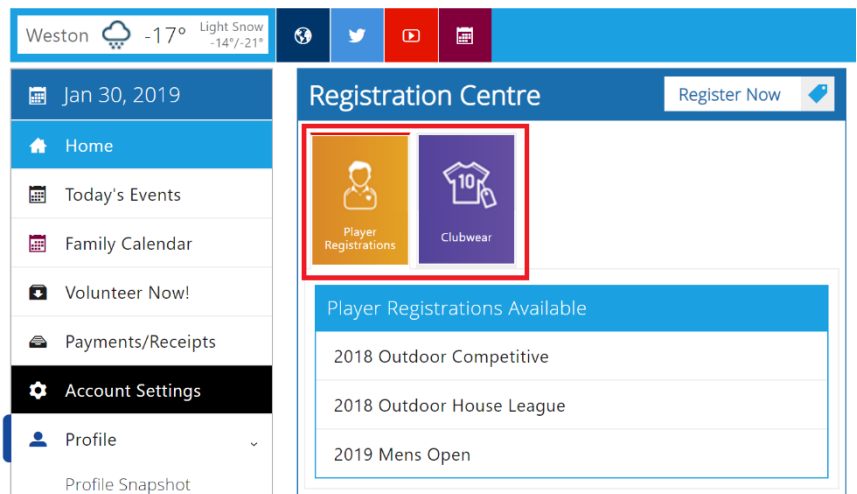 Weston -17° Light Snow
-14°/-21°
Jan 30, 2019
Home
Today's Events
Family Calendar
Volunteer Now!
Payments/Receipts
Account Settings
Profile
Profile Snapshot
Registration Centre
Register Now
Player
Registrations
10
Clubwear
Player Registrations Available
2018 Outdoor Competitive
2018 Outdoor House League
2019 Mens Open